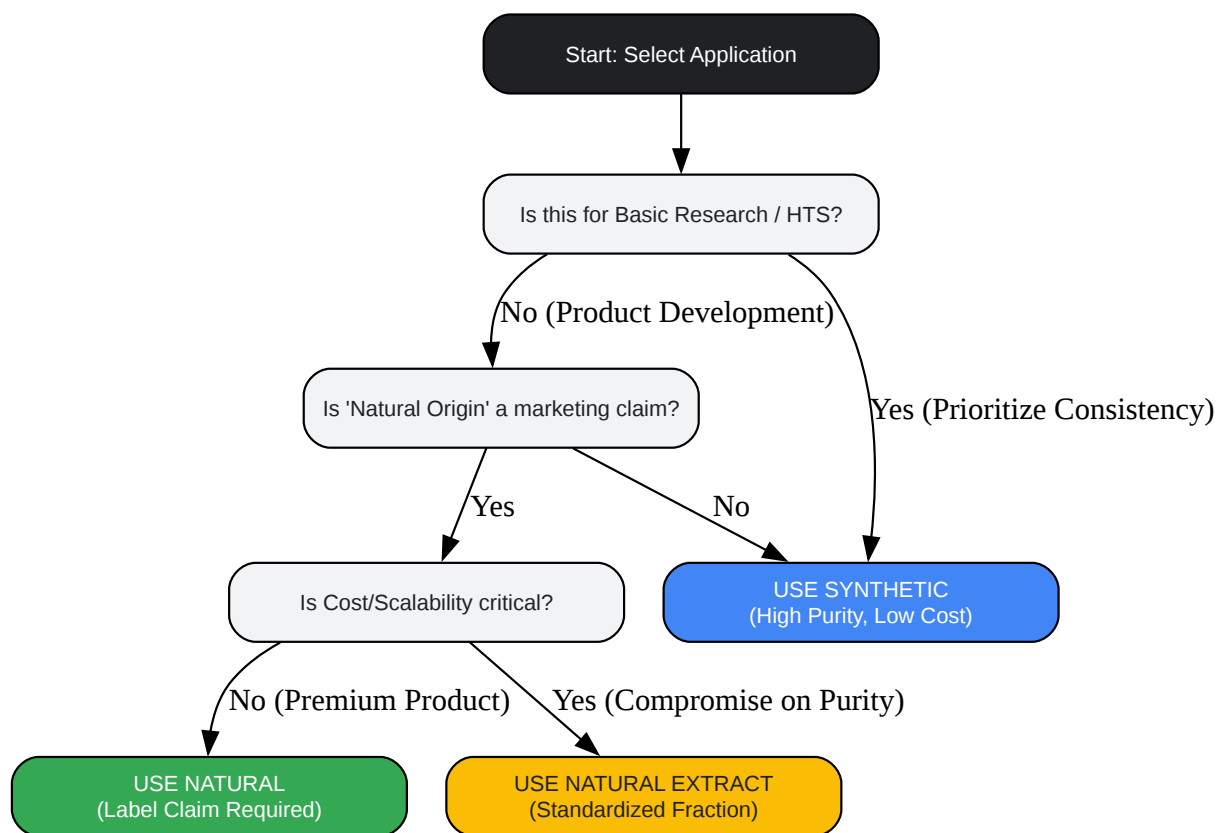 Start: Select Application
Is this for Basic Research / HTS?
No (Product Development)
Yes (Prioritize Consistency)
Is 'Natural Origin' a marketing claim?
Yes
No
Is Cost/Scalability critical?
USE SYNTHETIC
(High Purity, Low Cost)
No (Premium Product)
Yes (Compromise on Purity)
USE NATURAL
(Label Claim Required)
USE NATURAL EXTRACT
(Standardized Fraction)